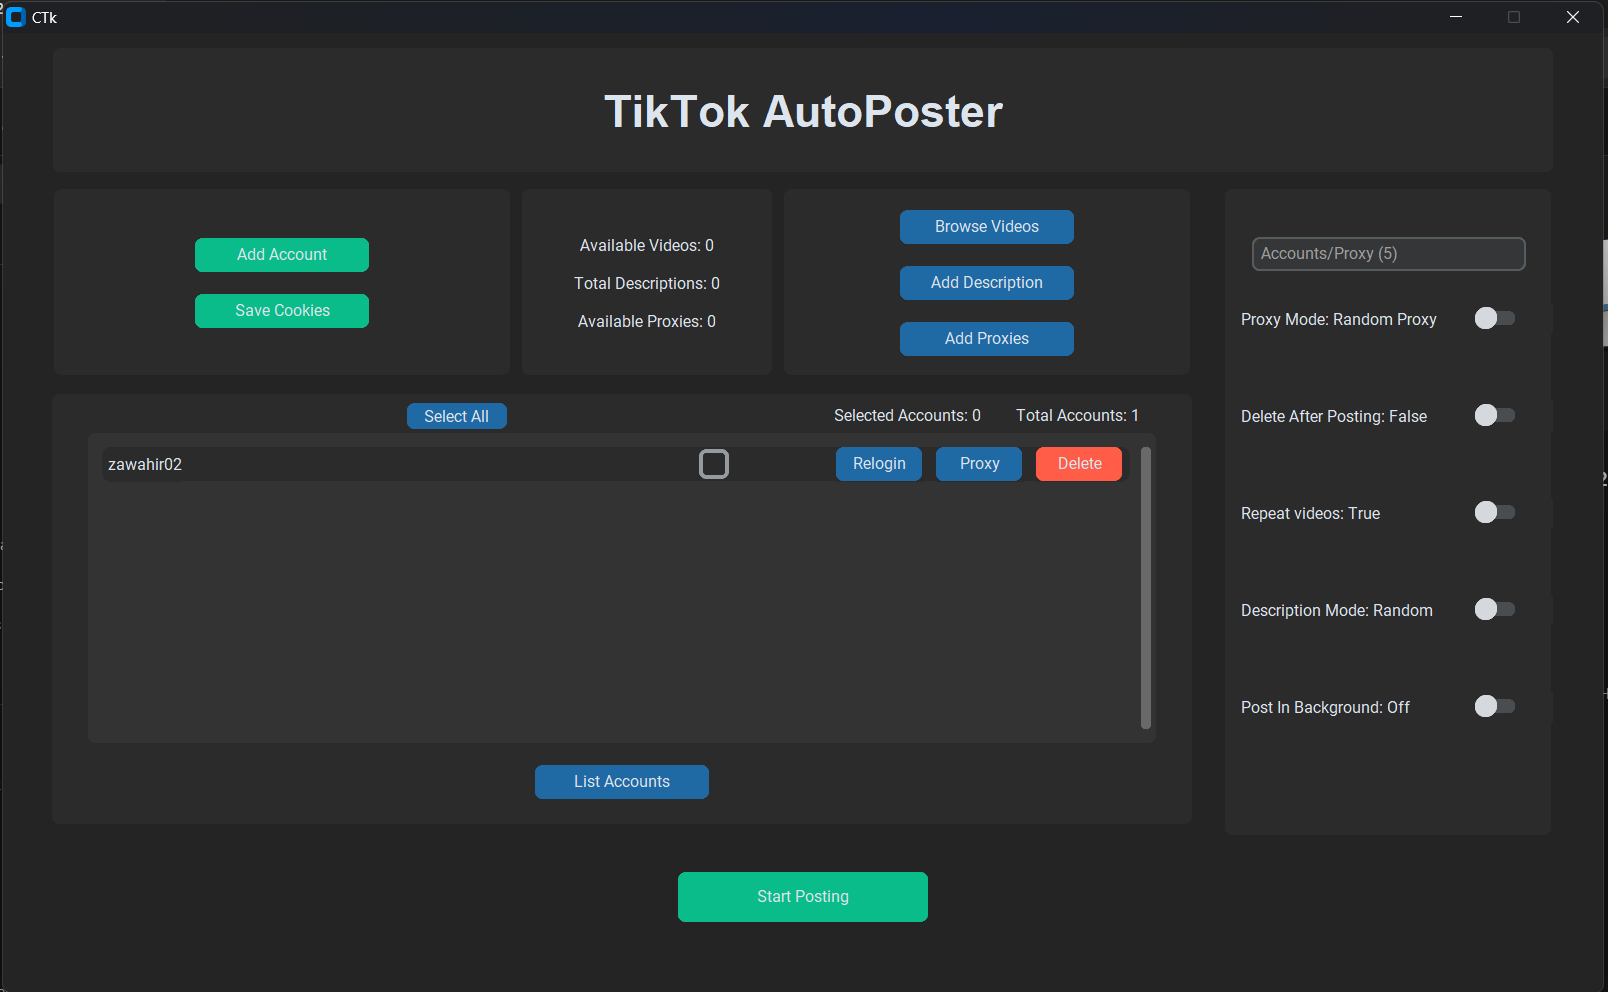 CTk
TikTok AutoPoster
Add Account
Save Cookies
Available Videos: 0
Total Descriptions: 0
Available Proxies: 0
Browse Videos
Add Description
Add Proxies
Accounts/Proxy (5)
Proxy Mode: Random Proxy
Delete After Posting: False
Repeat videos: True
Description Mode: Random
Post In Background: Off
Select All
Selected Accounts: 0
Total Accounts: 1
zawahir02
Relogin
Proxy
Delete
List Accounts
Start Posting